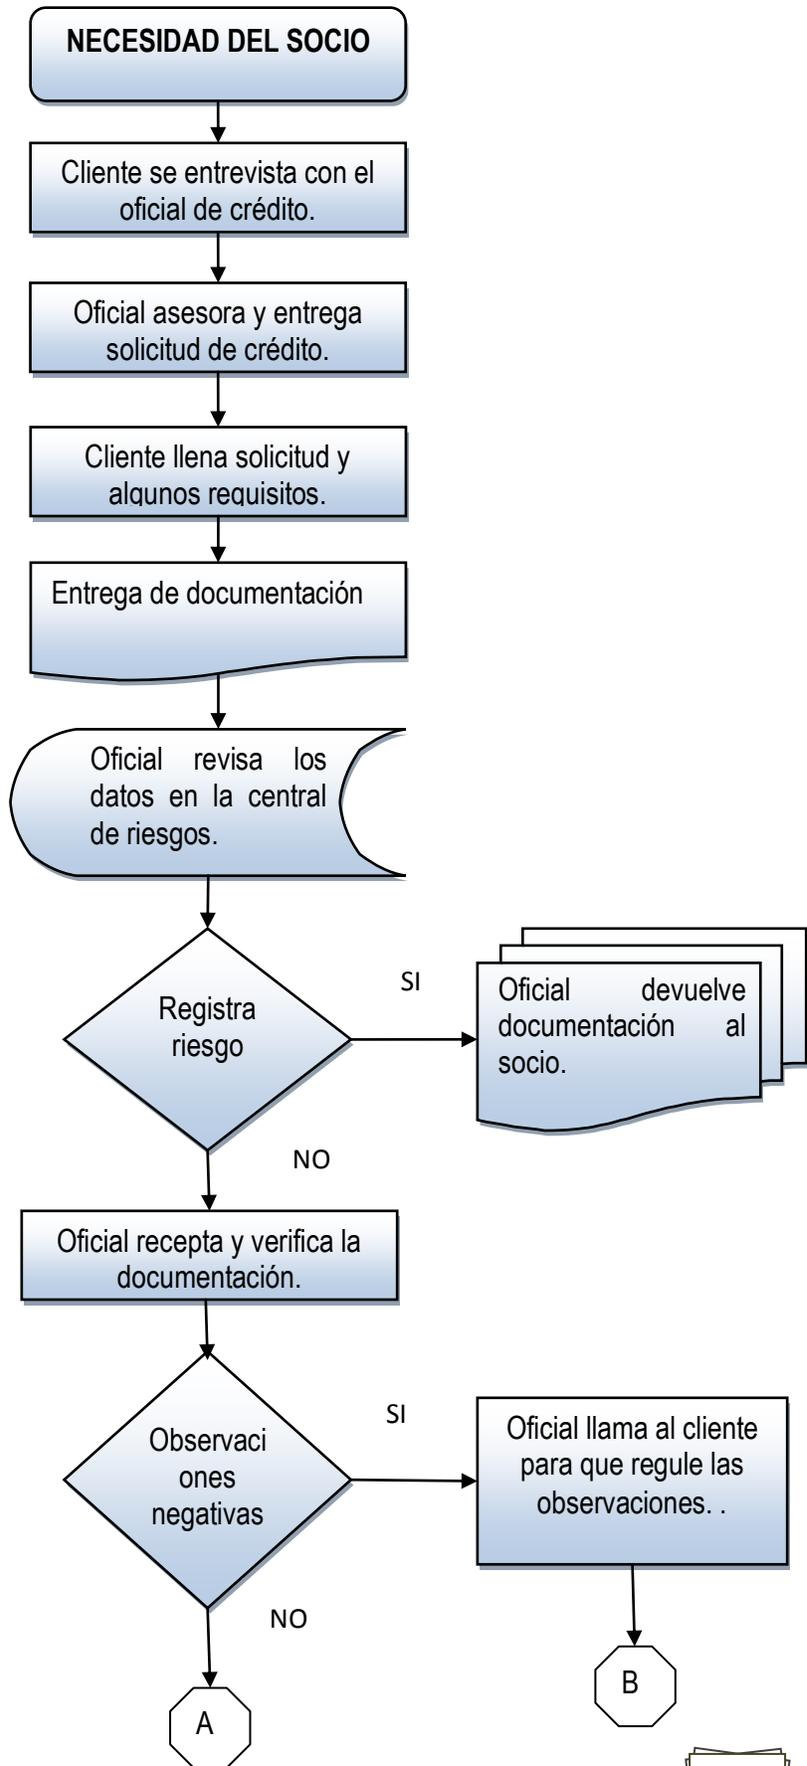 NECESIDAD DEL SOCIO
Cliente se entrevista con el
oficial de crédito.
Oficial asesora y entrega
solicitud de crédito.
Cliente llena solicitud y
algunos requisitos.
Entrega de documentación
Oficial revisa los
datos en la central
de riesgos.
Registra
riesgo
SI
Oficial devuelve
documentación al
socio.
NO
Oficial recepta y verifica la
documentación.
Observaci
ones
negativas
SI
Oficial llama al cliente
para que regule las
observaciones. .
NO
A
B